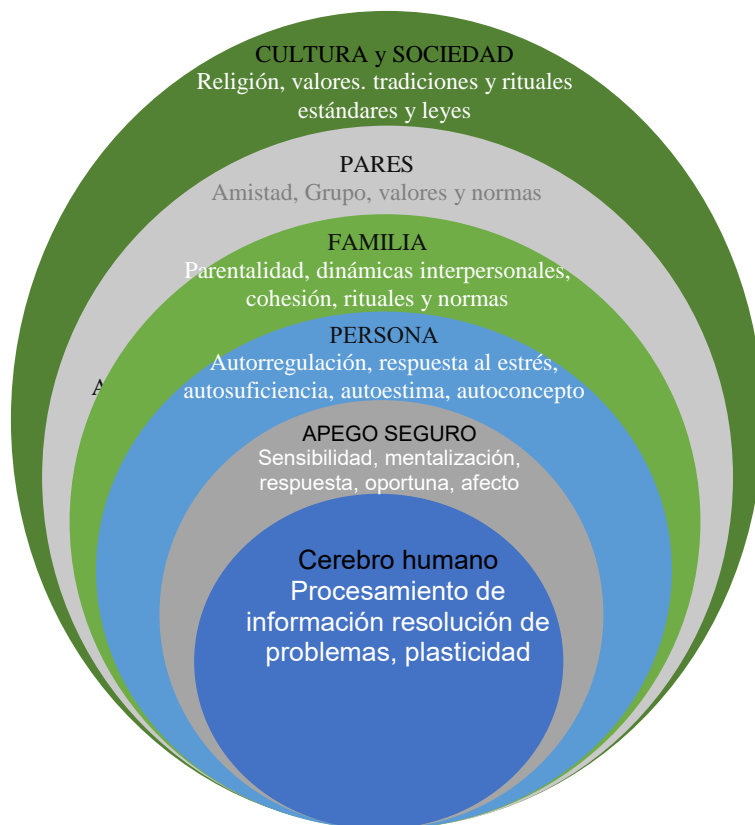 CULTURA y SOCIEDAD
Religión, valores. tradiciones y rituales
estándares y leyes
PARES
Amistad, Grupo, valores y normas
FAMILIA
Parentalidad, dinámicas interpersonales,
cohesión, rituales y normas
PERSONA
Autorregulación, respuesta al estrés,
autosuficiencia, autoestima, autoconcepto
APEGO SEGURO
Sensibilidad, mentalización,
respuesta, oportuna, afecto
Cerebro humano
Procesamiento de
información resolución de
problemas, plasticidad